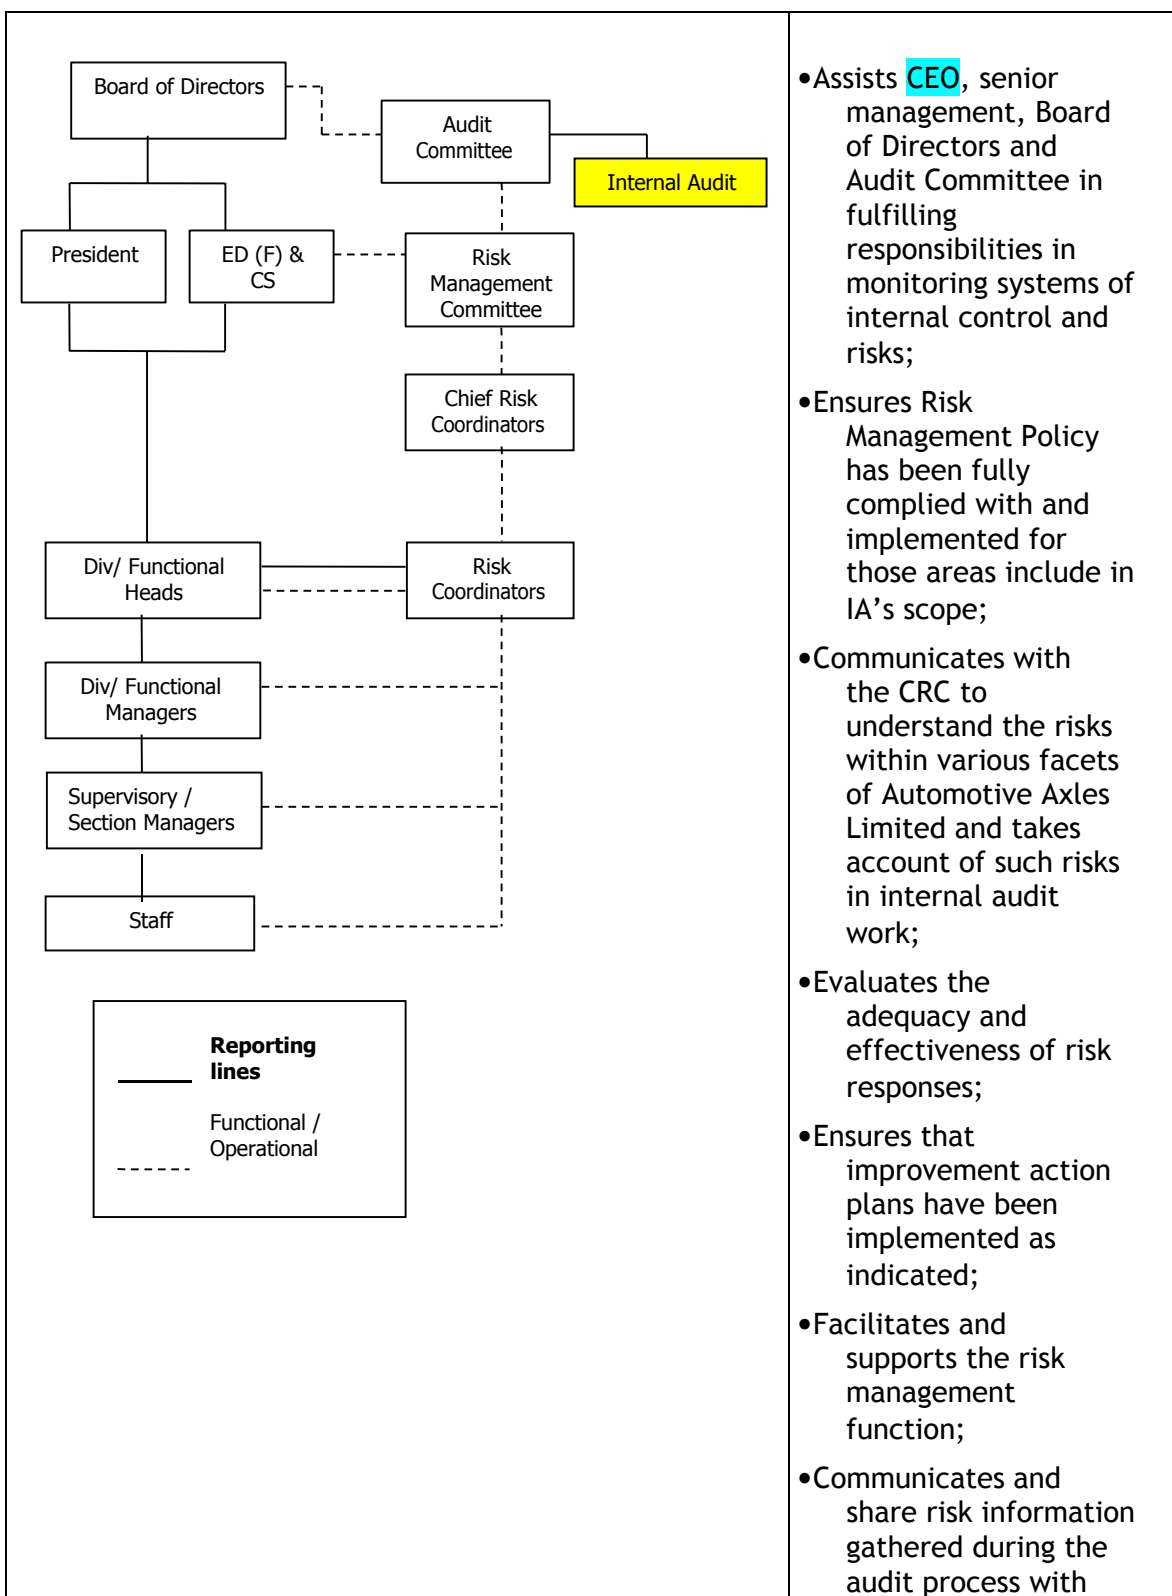 Board of Directors
Audit
Committee
Internal Audit
President
ED (F) &
CS
Risk
Management
Committee
Chief Risk
Coordinators
Div/ Functional
Heads
Risk
Coordinators
Div/ Functional
Managers
Supervisory /
Section Managers
Staff
Reporting
lines
Functional /
Operational
•Assists CEO, senior
management, Board
of Directors and
Audit Committee in
fulfilling
responsibilities in
monitoring systems of
internal control and
risks;
•Ensures Risk
Management Policy
has been fully
complied with and
implemented for
those areas include in
IA’s scope;
•Communicates with
the CRC to
understand the risks
within various facets
of Automotive Axles
Limited and takes
account of such risks
in internal audit
work;
•Evaluates the
adequacy and
effectiveness of risk
responses;
•Ensures that
improvement action
plans have been
implemented as
indicated;
•Facilitates and
supports the risk
management
function;
•Communicates and
share risk information
gathered during the
audit process with